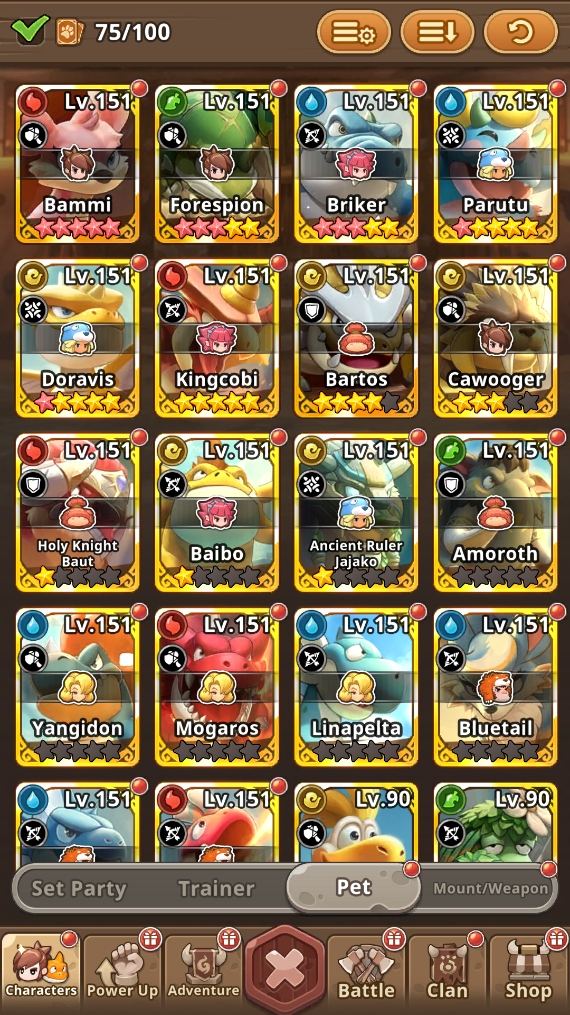 75/100
Lv.151 Lv.151 Lv.151 Lv.151
Bammi Forespion Briker Parutu
Lv.151 Lv.151 Lv.151 Lv.151
Doravis Kingcobi Bartos Cawooger
Lv.151 Lv.151 Lv.151 Lv.151
Holy Knight
Baut
Baibo
Ancient Ruler
Jajako
Amoroth
Lv.151 Lv.151 Lv.151 Lv.151
Yangidon Mogaros Linapelta Bluetail
Lv.151 Lv.151 Lv.90 Lv.90
Set Party Trainer Pet Mount/Weapon
Characters Power Up Adventure Battle Clan Shop